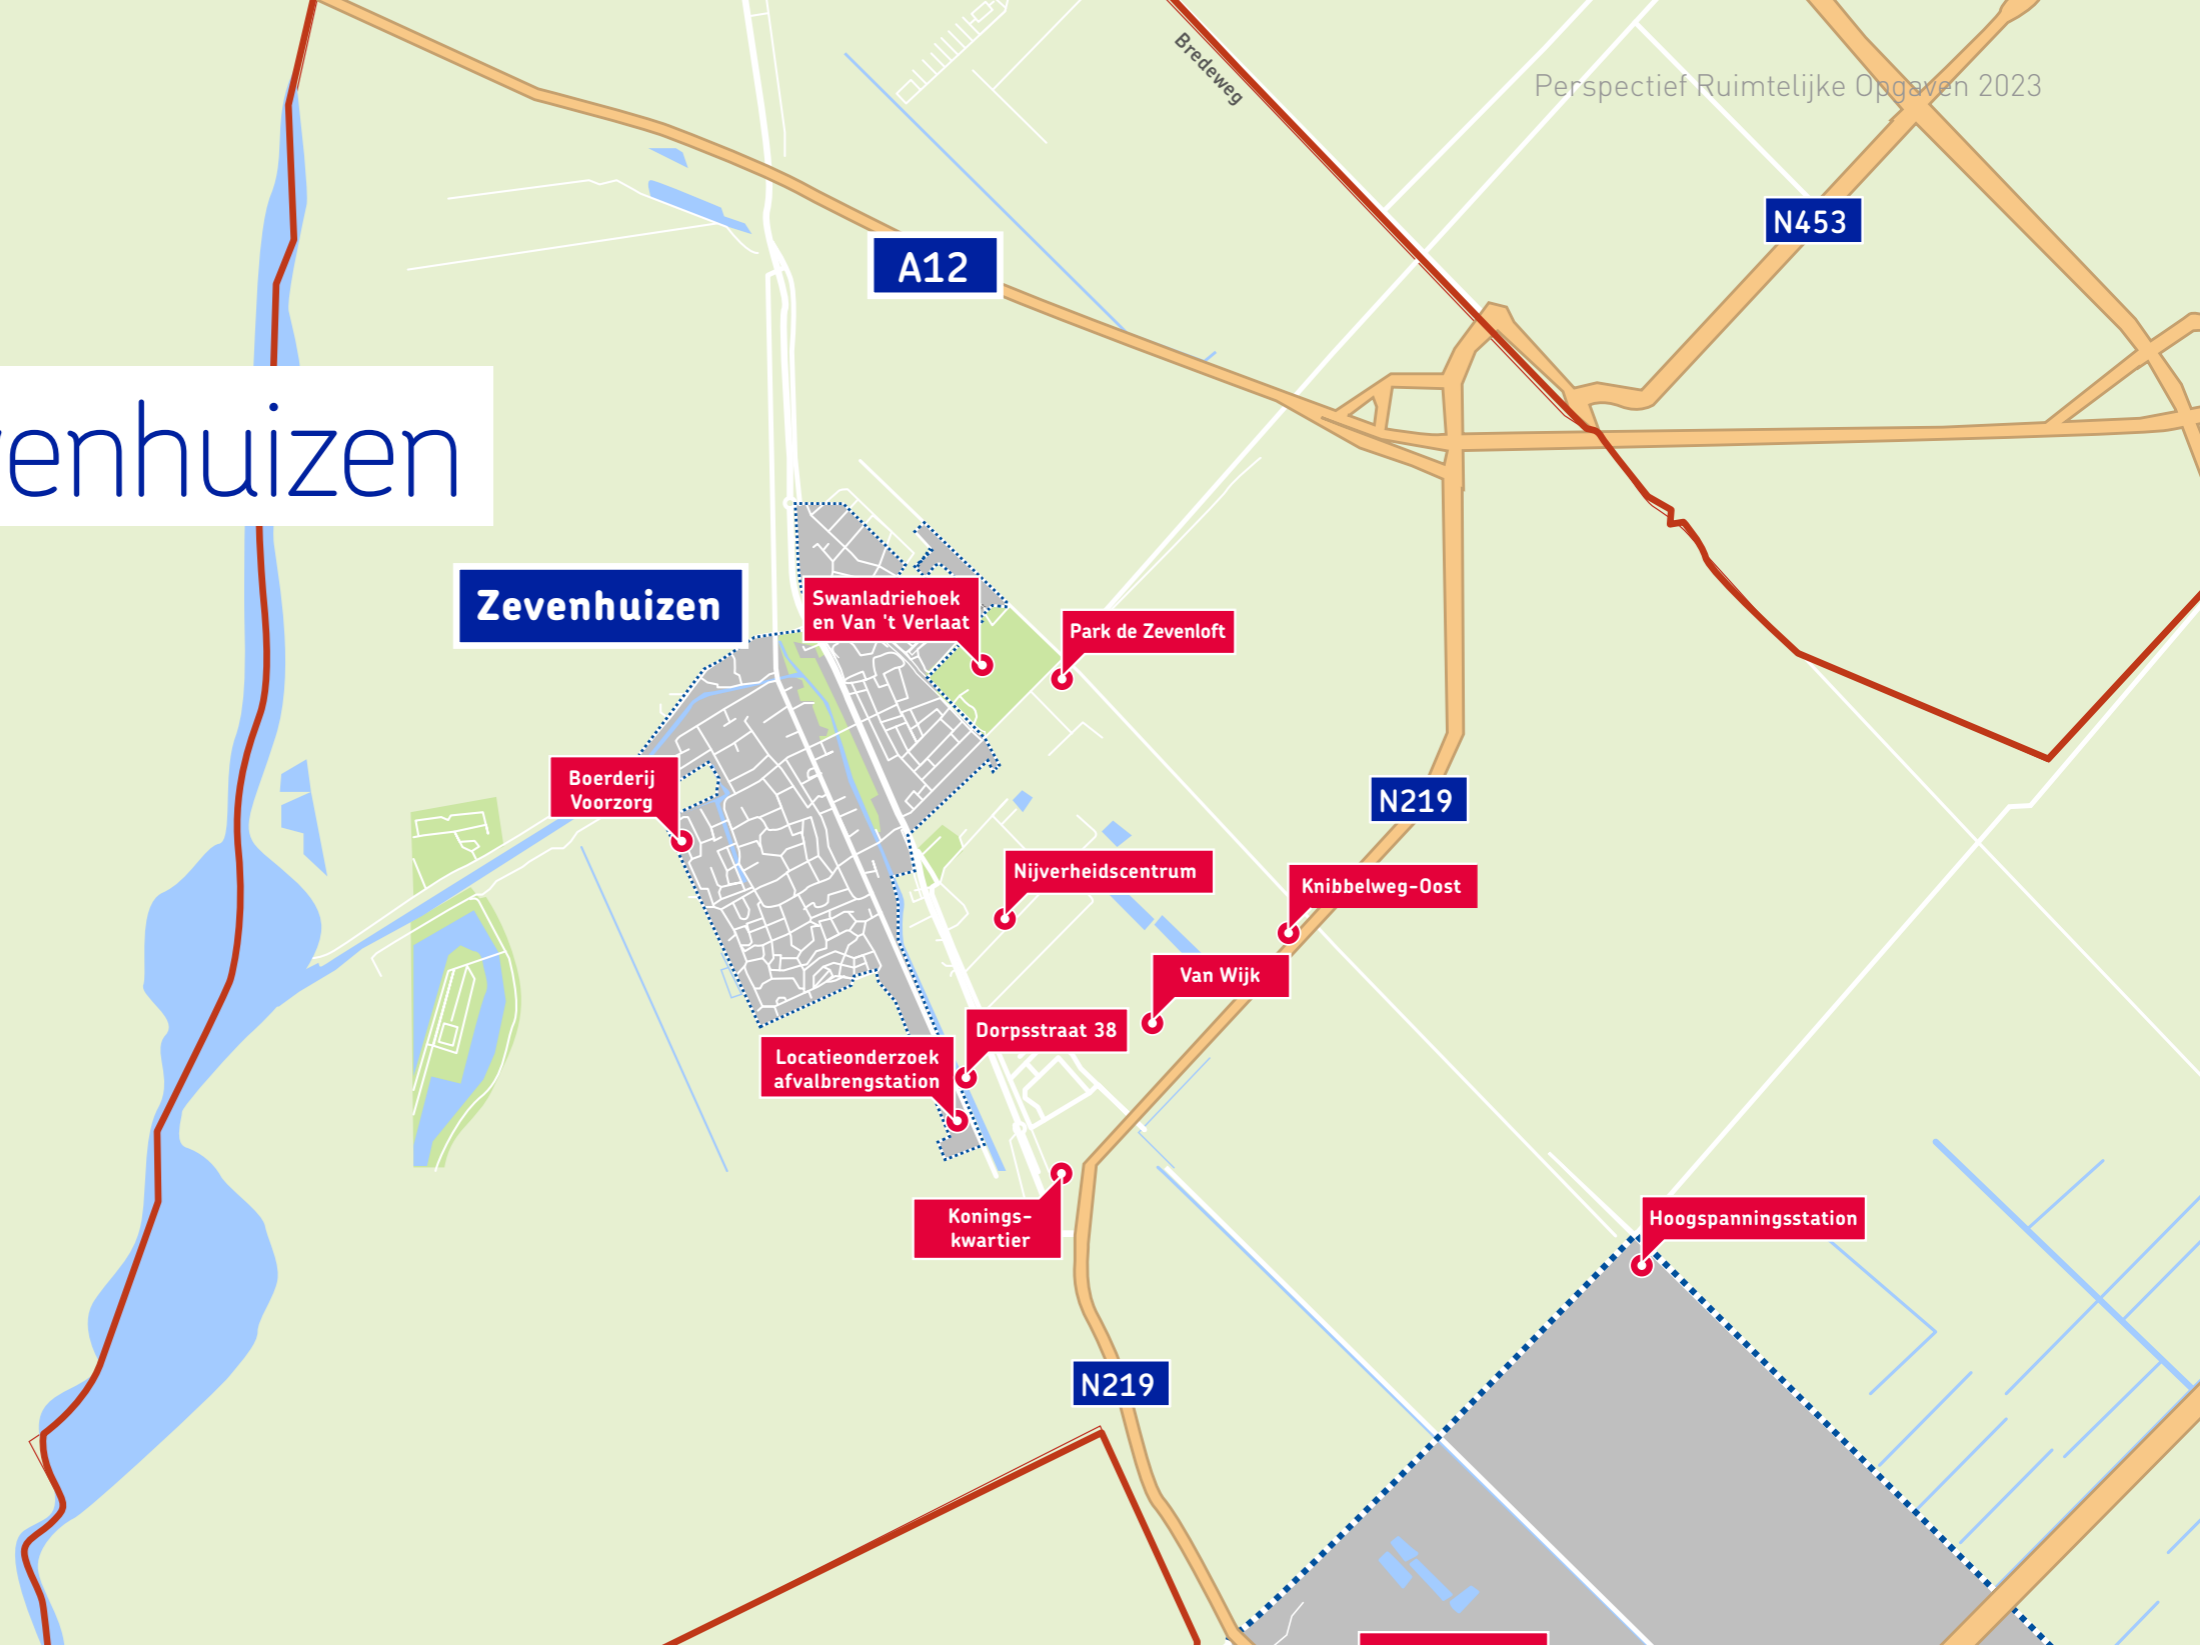 Bredeweg
Perspectief Ruimtelijke Opgaven 2023
N453
A12
venhuizen
Zevenhuizen
Swanladriehoek
en Van 't Verlaat
Park de Zevenloft
Boerderij
Voorzorg
N219
Nijverheidscentrum
Knibbelweg-Oost
Van Wijk
Dorpsstraat 38
Locatieonderzoek
afvalbrengstation
Konings-
kwartier
Hoogspanningsstation
N219